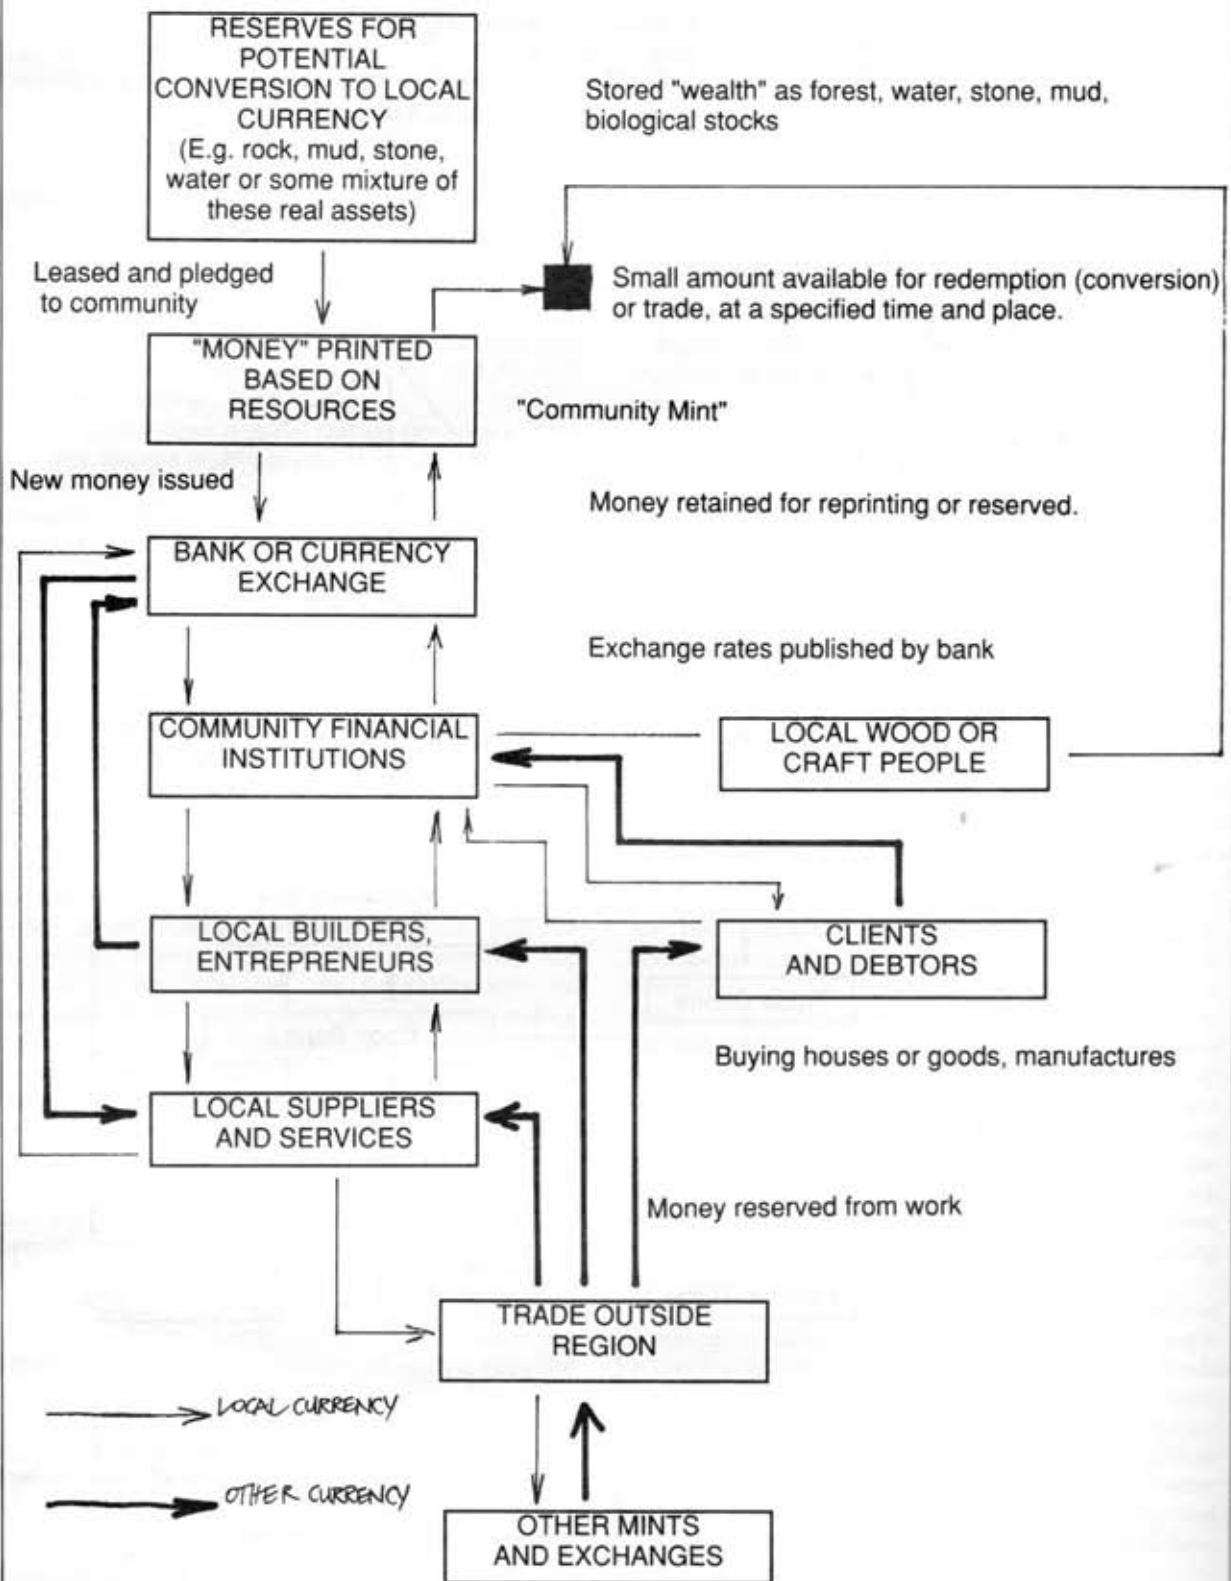 RESERVES FOR
POTENTIAL
CONVERSION TO LOCAL
CURRENCY
(E.g. rock, mud, stone,
water or some mixture of
these real assets)
Stored "wealth" as forest, water, stone, mud,
biological stocks
Leased and pledged
to community
Small amount available for redemption (conversion)
or trade, at a specified time and place.
"MONEY" PRINTED
BASED ON
RESOURCES
"Community Mint"
New money issued
Money retained for reprinting or reserved.
BANK OR CURRENCY
EXCHANGE
Exchange rates published by bank
COMMUNITY FINANCIAL
INSTITUTIONS
LOCAL WOOD OR
CRAFT PEOPLE
LOCAL BUILDERS,
ENTREPRENEURS
CLIENTS
AND DEBTORS
Buying houses or goods, manufactures
LOCAL SUPPLIERS
AND SERVICES
Money reserved from work
TRADE OUTSIDE
REGION
LOCAL CURRENCY
OTHER CURRENCY
OTHER MINTS
AND EXCHANGES